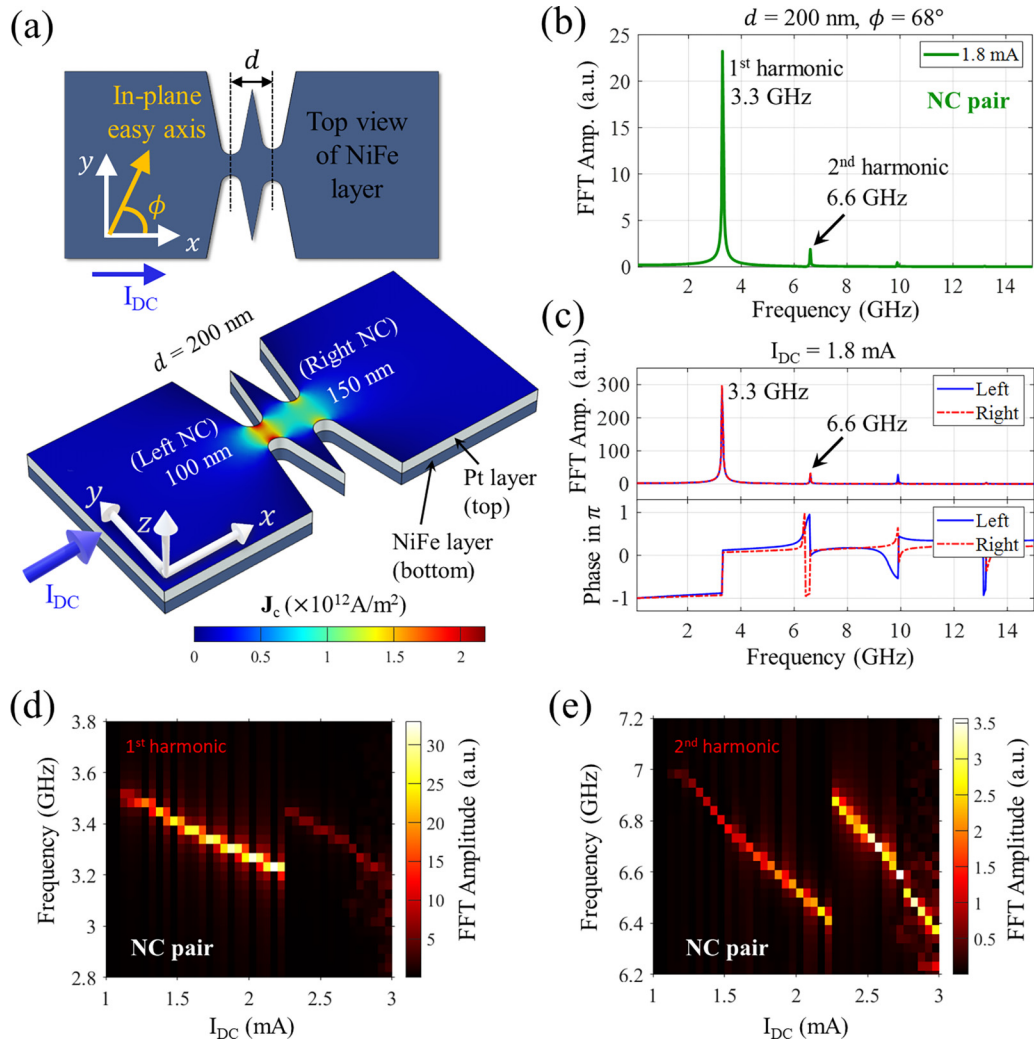 (a)
d
In-plane
easy axis
y
ϕ
x
Top view
of NiFe
layer
I_DC
d = 200 nm
(Right NC)
150 nm
(Left NC)
100 nm
y
z
x
Pt layer
(top)
NiFe layer
(bottom)
I_DC
J_c (×10^12 A/m^2)
0 0.5 1 1.5 2
(b)
d = 200 nm, ϕ = 68°
25
20
15
10
5
0
FFT Amp. (a.u.)
1st harmonic
3.3 GHz
1.8 mA
NC pair
2nd harmonic
6.6 GHz
2 4 6 8 10 12 14
Frequency (GHz)
(c)
I_DC = 1.8 mA
300
200
100
0
FFT Amp. (a.u.)
3.3 GHz
6.6 GHz
Left
Right
1
0
-1
Phase in π
Left
Right
2 4 6 8 10 12 14
Frequency (GHz)
(d)
3.8
3.6
3.4
3.2
3
2.8
Frequency (GHz)
1st harmonic
NC pair
1 1.5 2 2.5 3
I_DC (mA)
30
25
20
15
10
5
FFT Amplitude (a.u.)
(e)
7.2
7
6.8
6.6
6.4
6.2
Frequency (GHz)
2nd harmonic
NC pair
1 1.5 2 2.5 3
I_DC (mA)
3.5
3
2.5
2
1.5
1
0.5
FFT Amplitude (a.u.)